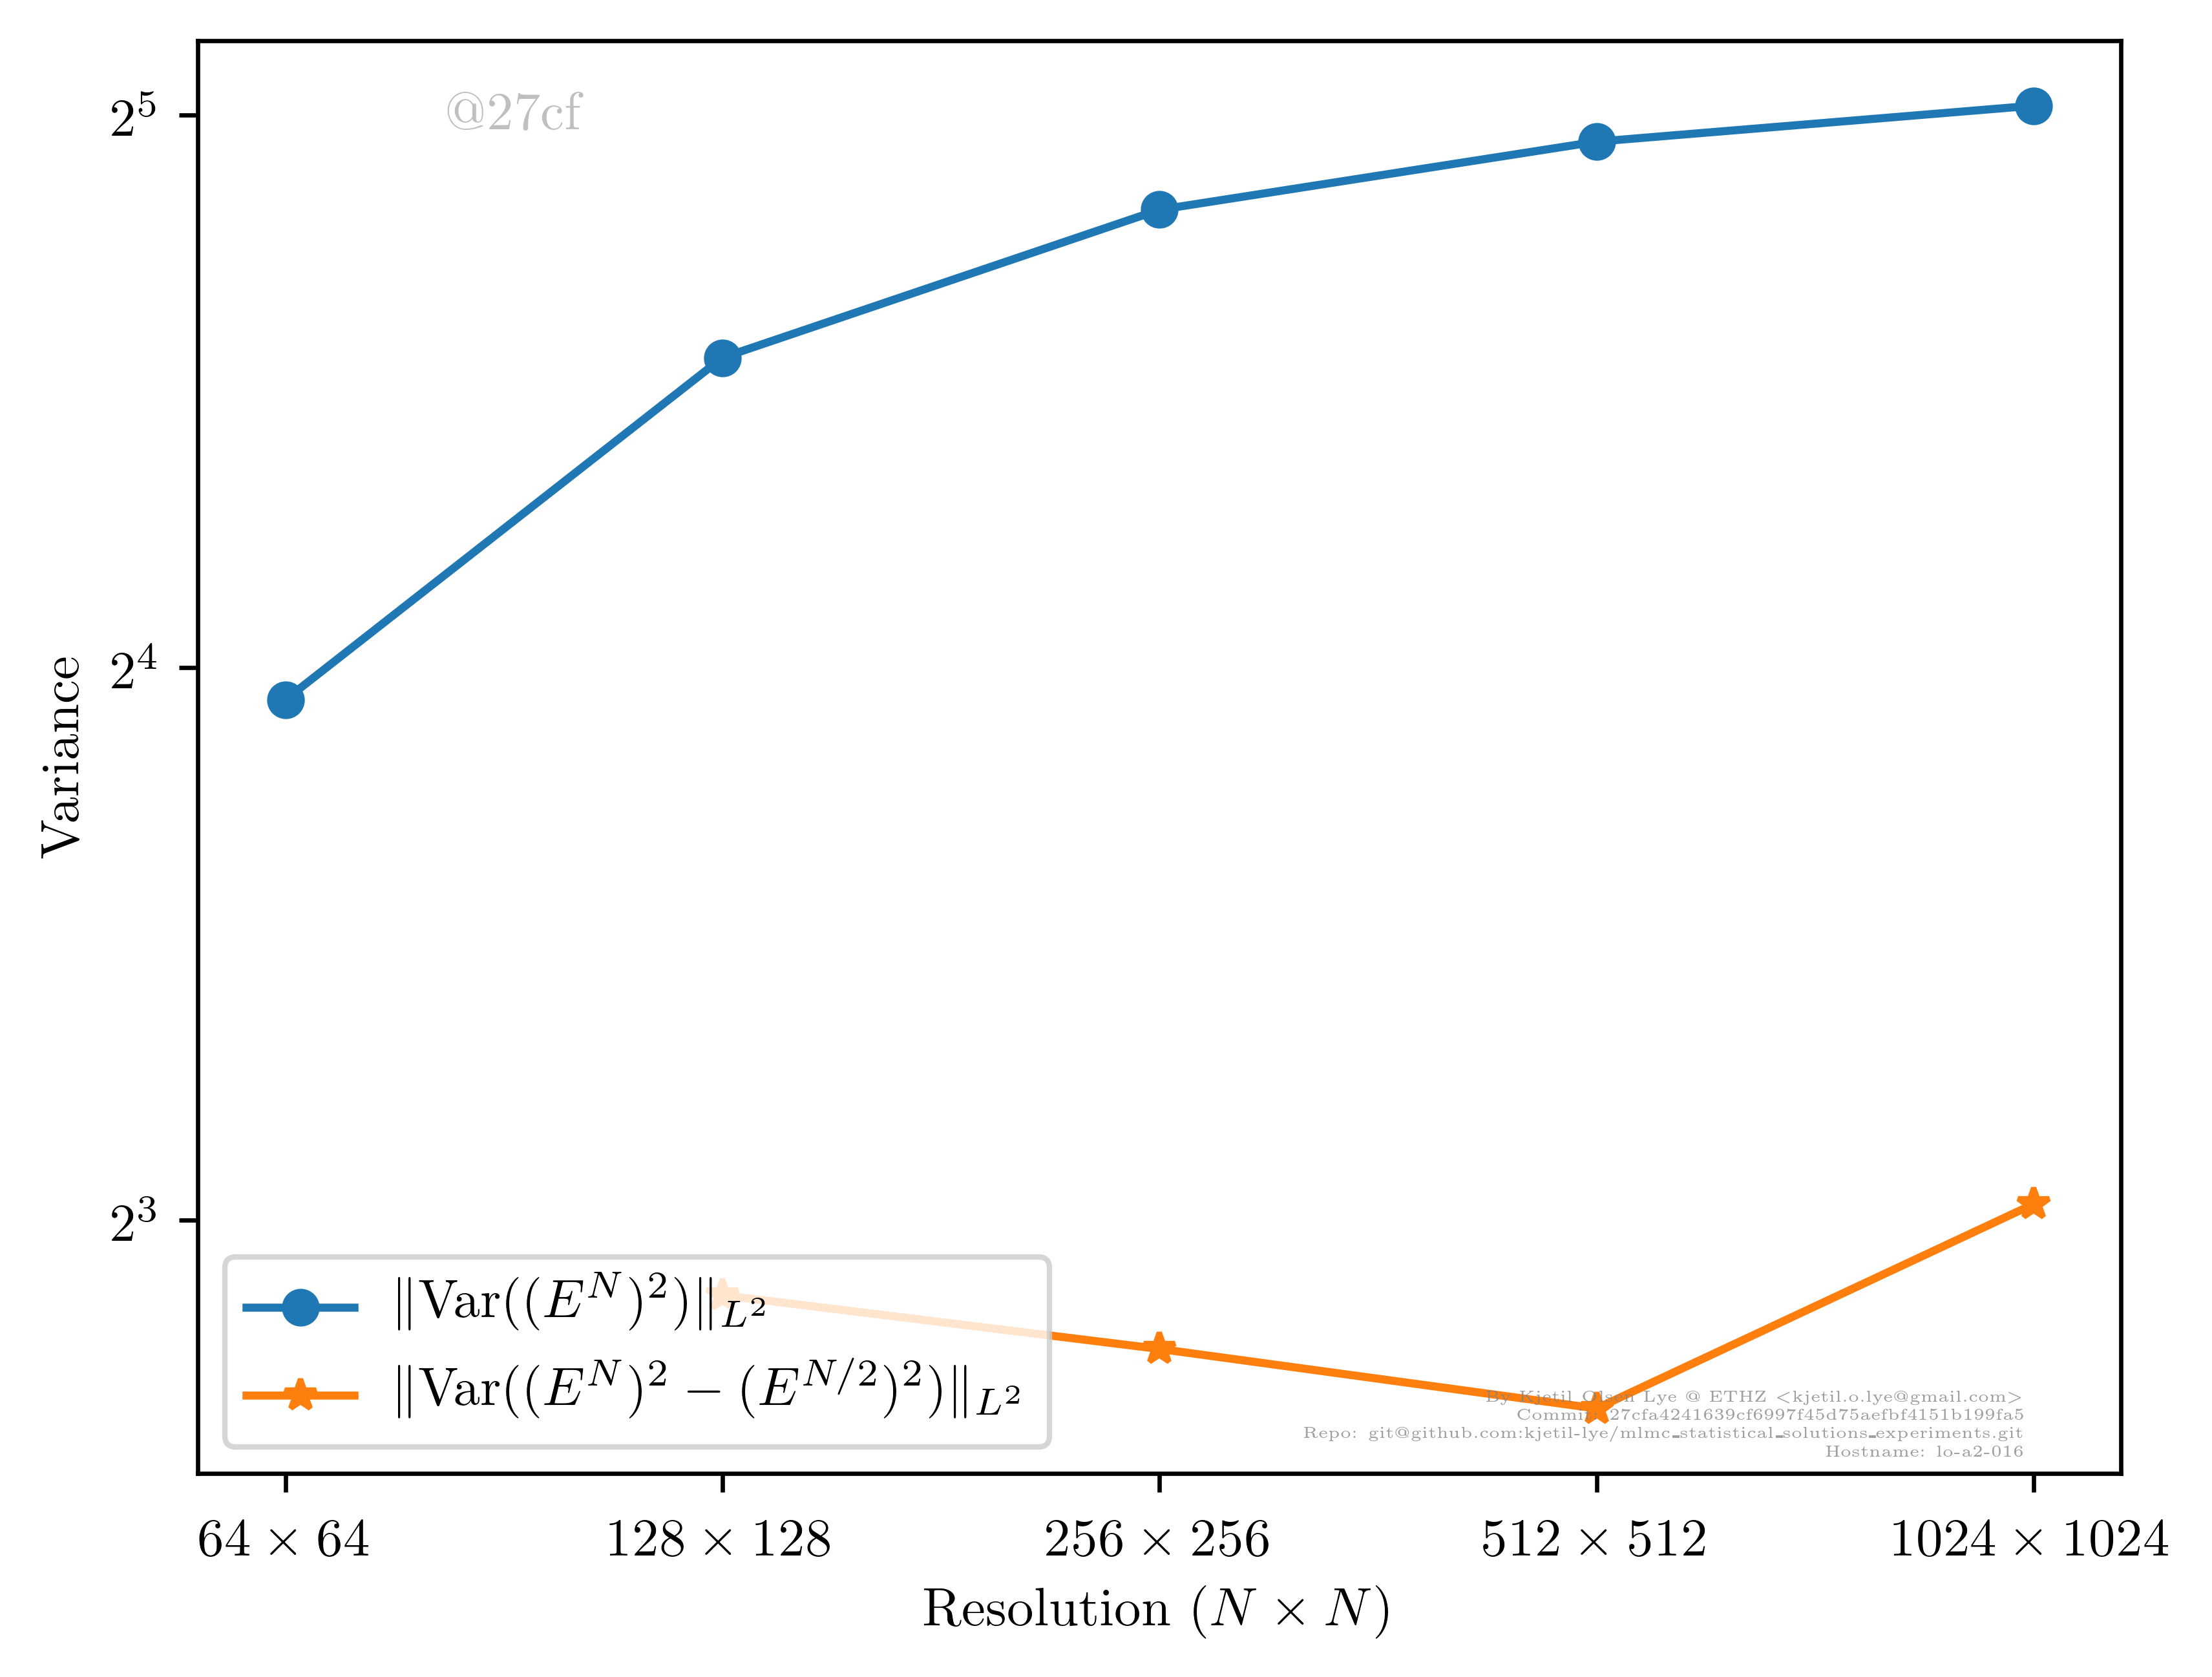 @27cf
2^5
2^4
2^3
Variance
‖Var((E^N)^2)‖_{L^2}
‖Var((E^N)^2 − (E^{N/2})^2)‖_{L^2}
By Kjetil Olsen Lye @ ETHZ <kjetil.o.lye@gmail.com>
Commit: 27cfa4241639cf6997f45d75aefbf4151b199fa5
Repo: git@github.com:kjetil-lye/mlmc_statistical_solutions_experiments.git
Hostname: lo-a2-016
64 × 64 128 × 128 256 × 256 512 × 512 1024 × 1024
Resolution (N × N)